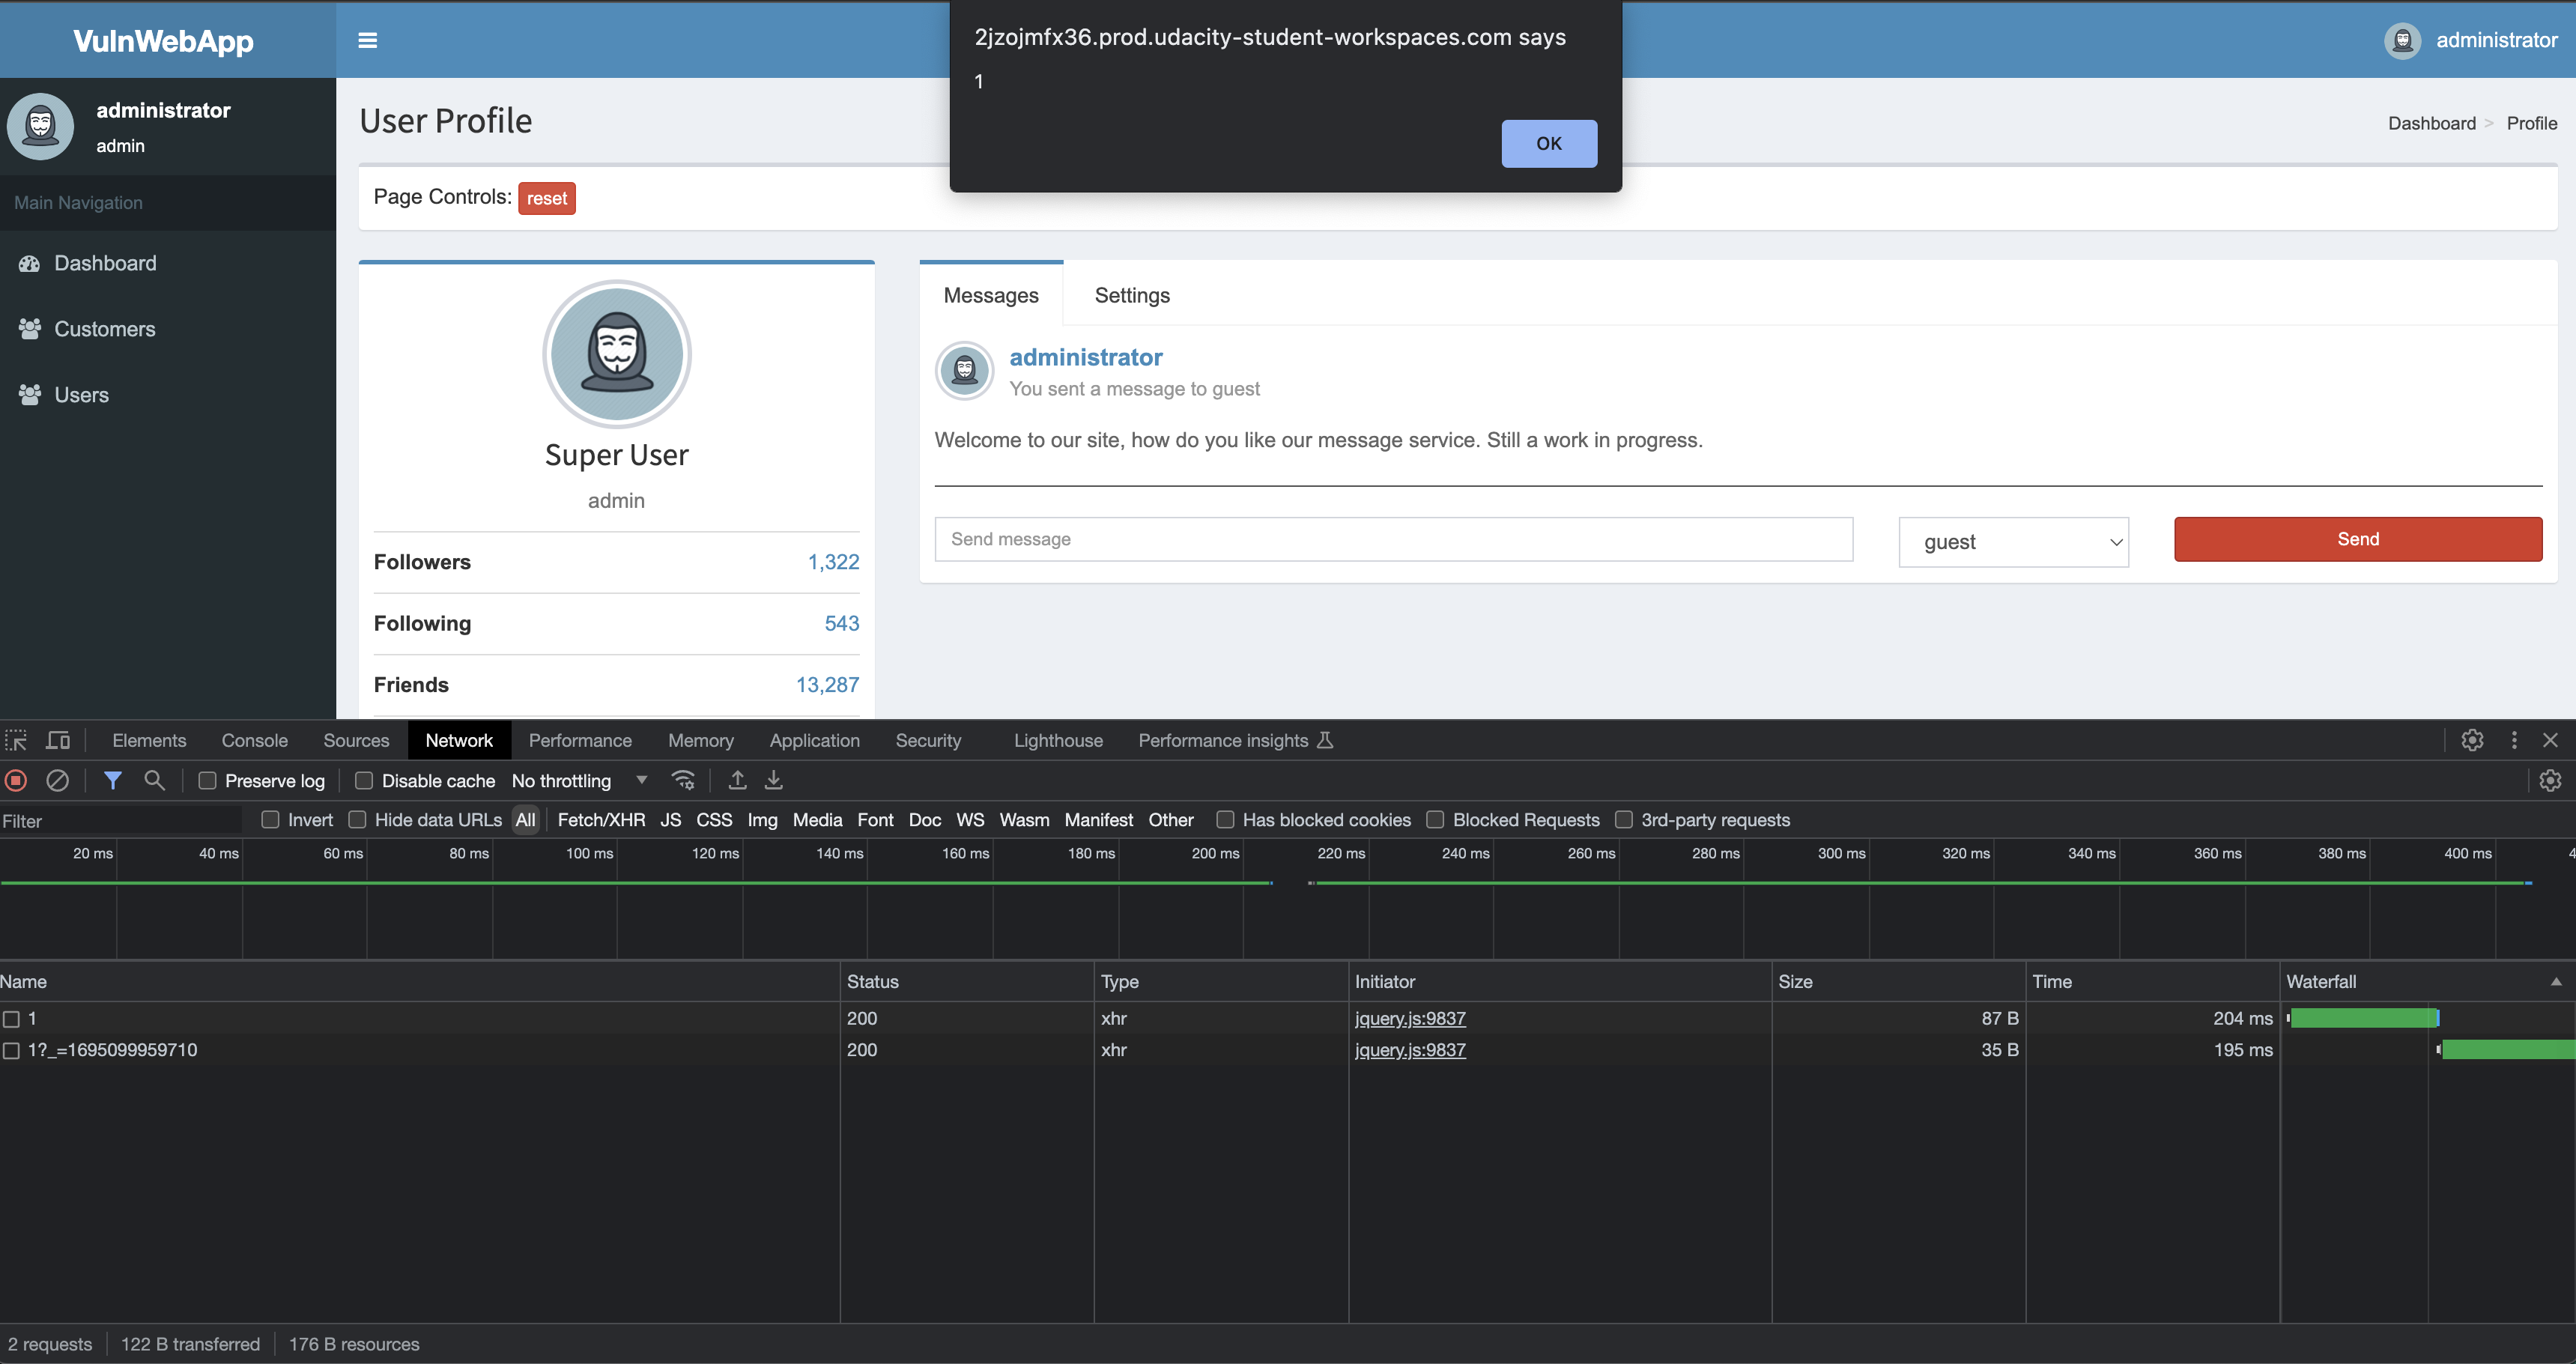 VulnWebApp
administrator
2jzojmfx36.prod.udacity-student-workspaces.com says
1
OK
administrator
admin
Main Navigation
Dashboard
Customers
Users
User Profile
Dashboard > Profile
Page Controls: reset
Super User
admin
Followers 1,322
Following 543
Friends 13,287
Messages Settings
administrator
You sent a message to guest
Welcome to our site, how do you like our message service. Still a work in progress.
Send message guest Send
Elements Console Sources Network Performance Memory Application Security Lighthouse Performance insights
Preserve log Disable cache No throttling
Filter Invert Hide data URLs All Fetch/XHR JS CSS Img Media Font Doc WS Wasm Manifest Other Has blocked cookies Blocked Requests 3rd-party requests
20 ms 40 ms 60 ms 80 ms 100 ms 120 ms 140 ms 160 ms 180 ms 200 ms 220 ms 240 ms 260 ms 280 ms 300 ms 320 ms 340 ms 360 ms 380 ms 400 ms 4
Name Status Type Initiator Size Time Waterfall
1 200 xhr jquery.js:9837 87 B 204 ms
1?_=1695099959710 200 xhr jquery.js:9837 35 B 195 ms
2 requests 122 B transferred 176 B resources